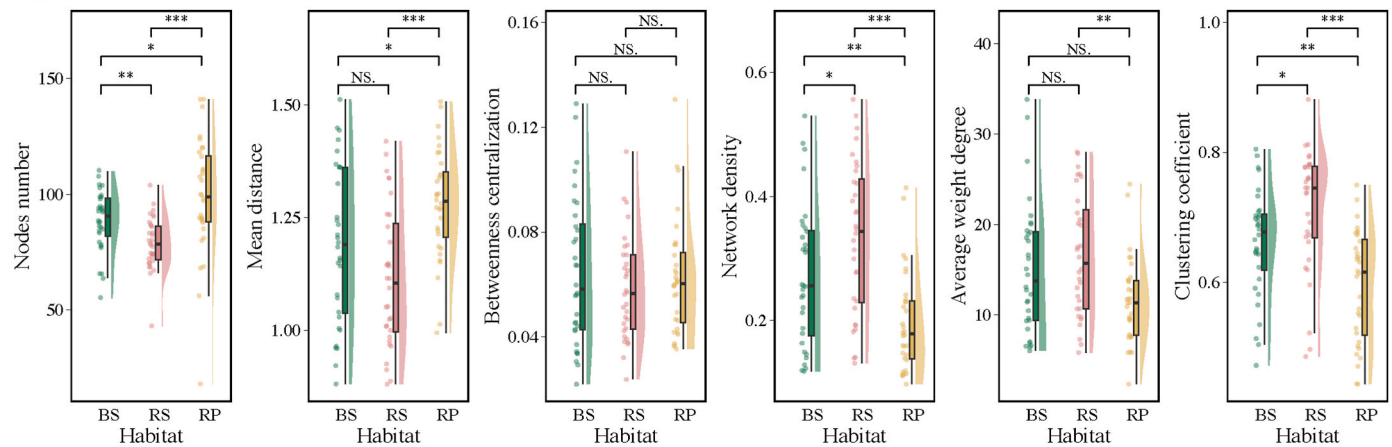 Nodes number
150
100
50
***
*
**
BS RS RP
Habitat
Mean distance
1.50
1.25
1.00
***
*
NS.
BS RS RP
Habitat
Betweenness centralization
0.16
0.12
0.08
0.04
NS.
NS.
NS.
BS RS RP
Habitat
Network density
0.6
0.4
0.2
***
**
*
BS RS RP
Habitat
Average weight degree
40
30
20
10
**
NS.
NS.
BS RS RP
Habitat
Clustering coefficient
1.0
0.8
0.6
***
**
*
BS RS RP
Habitat